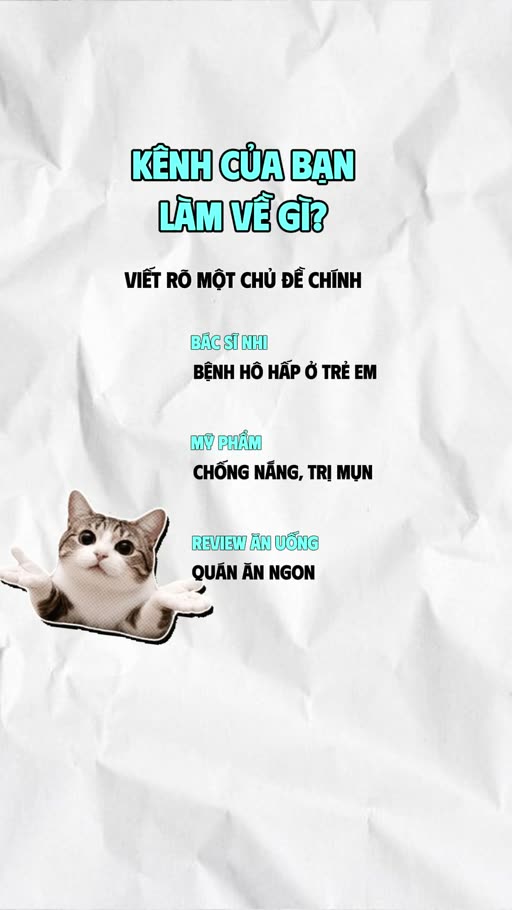 KÊNH CỦA BẠN
LÀM VỀ GÌ?
VIẾT RÕ MỘT CHỦ ĐỀ CHÍNH
BÁC SĨ NHI
BỆNH HÔ HẤP Ở TRẺ EM
MỸ PHẨM
CHỐNG NẮNG, TRỊ MỤN
REVIEW ĂN UỐNG
QUÁN ĂN NGON